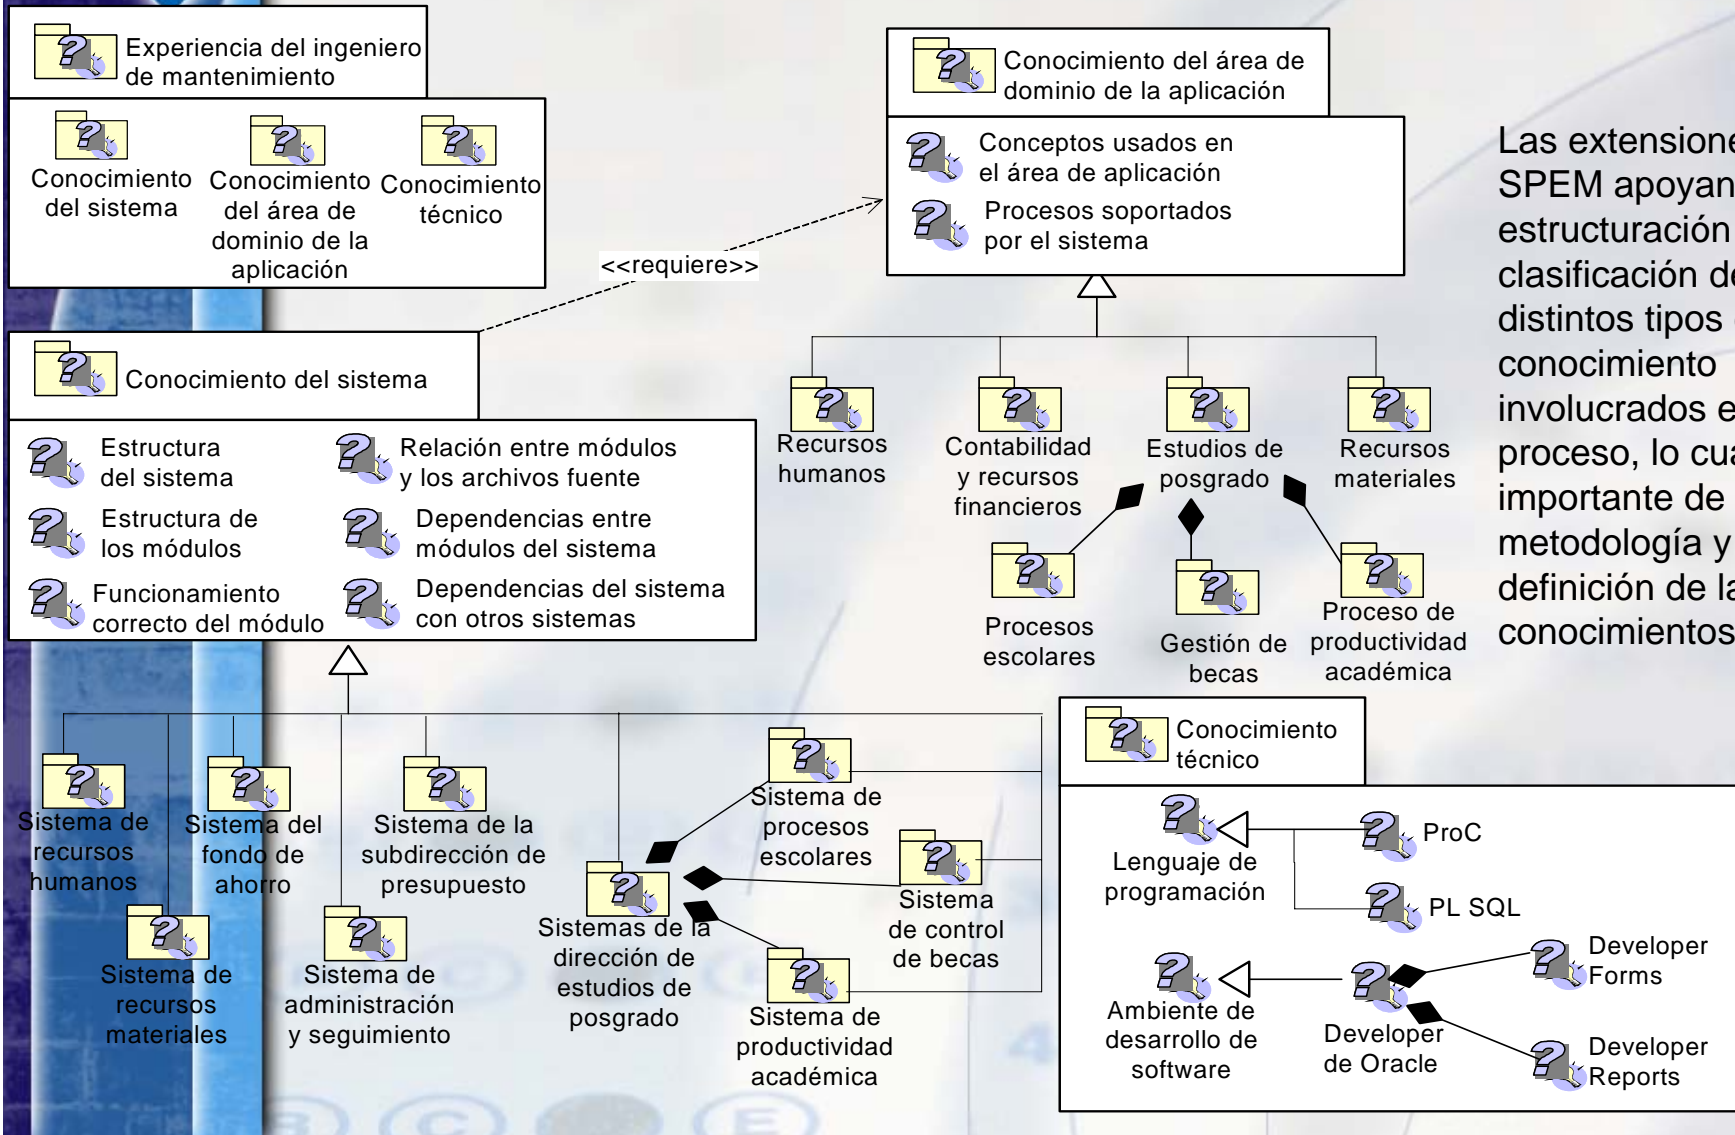 Experiencia del ingeniero
de mantenimiento
Conocimiento
del sistema
Conocimiento
del área de
dominio de la
aplicación
Conocimiento
técnico
<<requiere>>
Conocimiento del área de
dominio de la aplicación
Conceptos usados en
el área de aplicación
Procesos soportados
por el sistema
Recursos
humanos
Contabilidad
y recursos
financieros
Estudios de
posgrado
Recursos
materiales
Procesos
escolares
Gestión de
becas
Proceso de
productividad
académica
Las extensione
SPEM apoyan
estructuración
clasificación de
distintos tipos
conocimiento
involucrados e
proceso, lo cua
importante de
metodología y
definición de la
conocimientos
Conocimiento del sistema
Estructura
del sistema
Estructura de
los módulos
Funcionamiento
correcto del módulo
Relación entre módulos
y los archivos fuente
Dependencias entre
módulos del sistema
Dependencias del sistema
con otros sistemas
Sistema de
recursos
humanos
Sistema de
recursos
materiales
Sistema del
fondo de
ahorro
Sistema de
administración
y seguimiento
Sistema de la
subdirección de
presupuesto
Sistemas de la
dirección de
estudios de
posgrado
Sistema de
procesos
escolares
Sistema
de control
de becas
Sistema de
productividad
académica
Conocimiento
técnico
Lenguaje de
programación
ProC
PL SQL
Ambiente de
desarrollo de
software
Developer
de Oracle
Developer
Forms
Developer
Reports